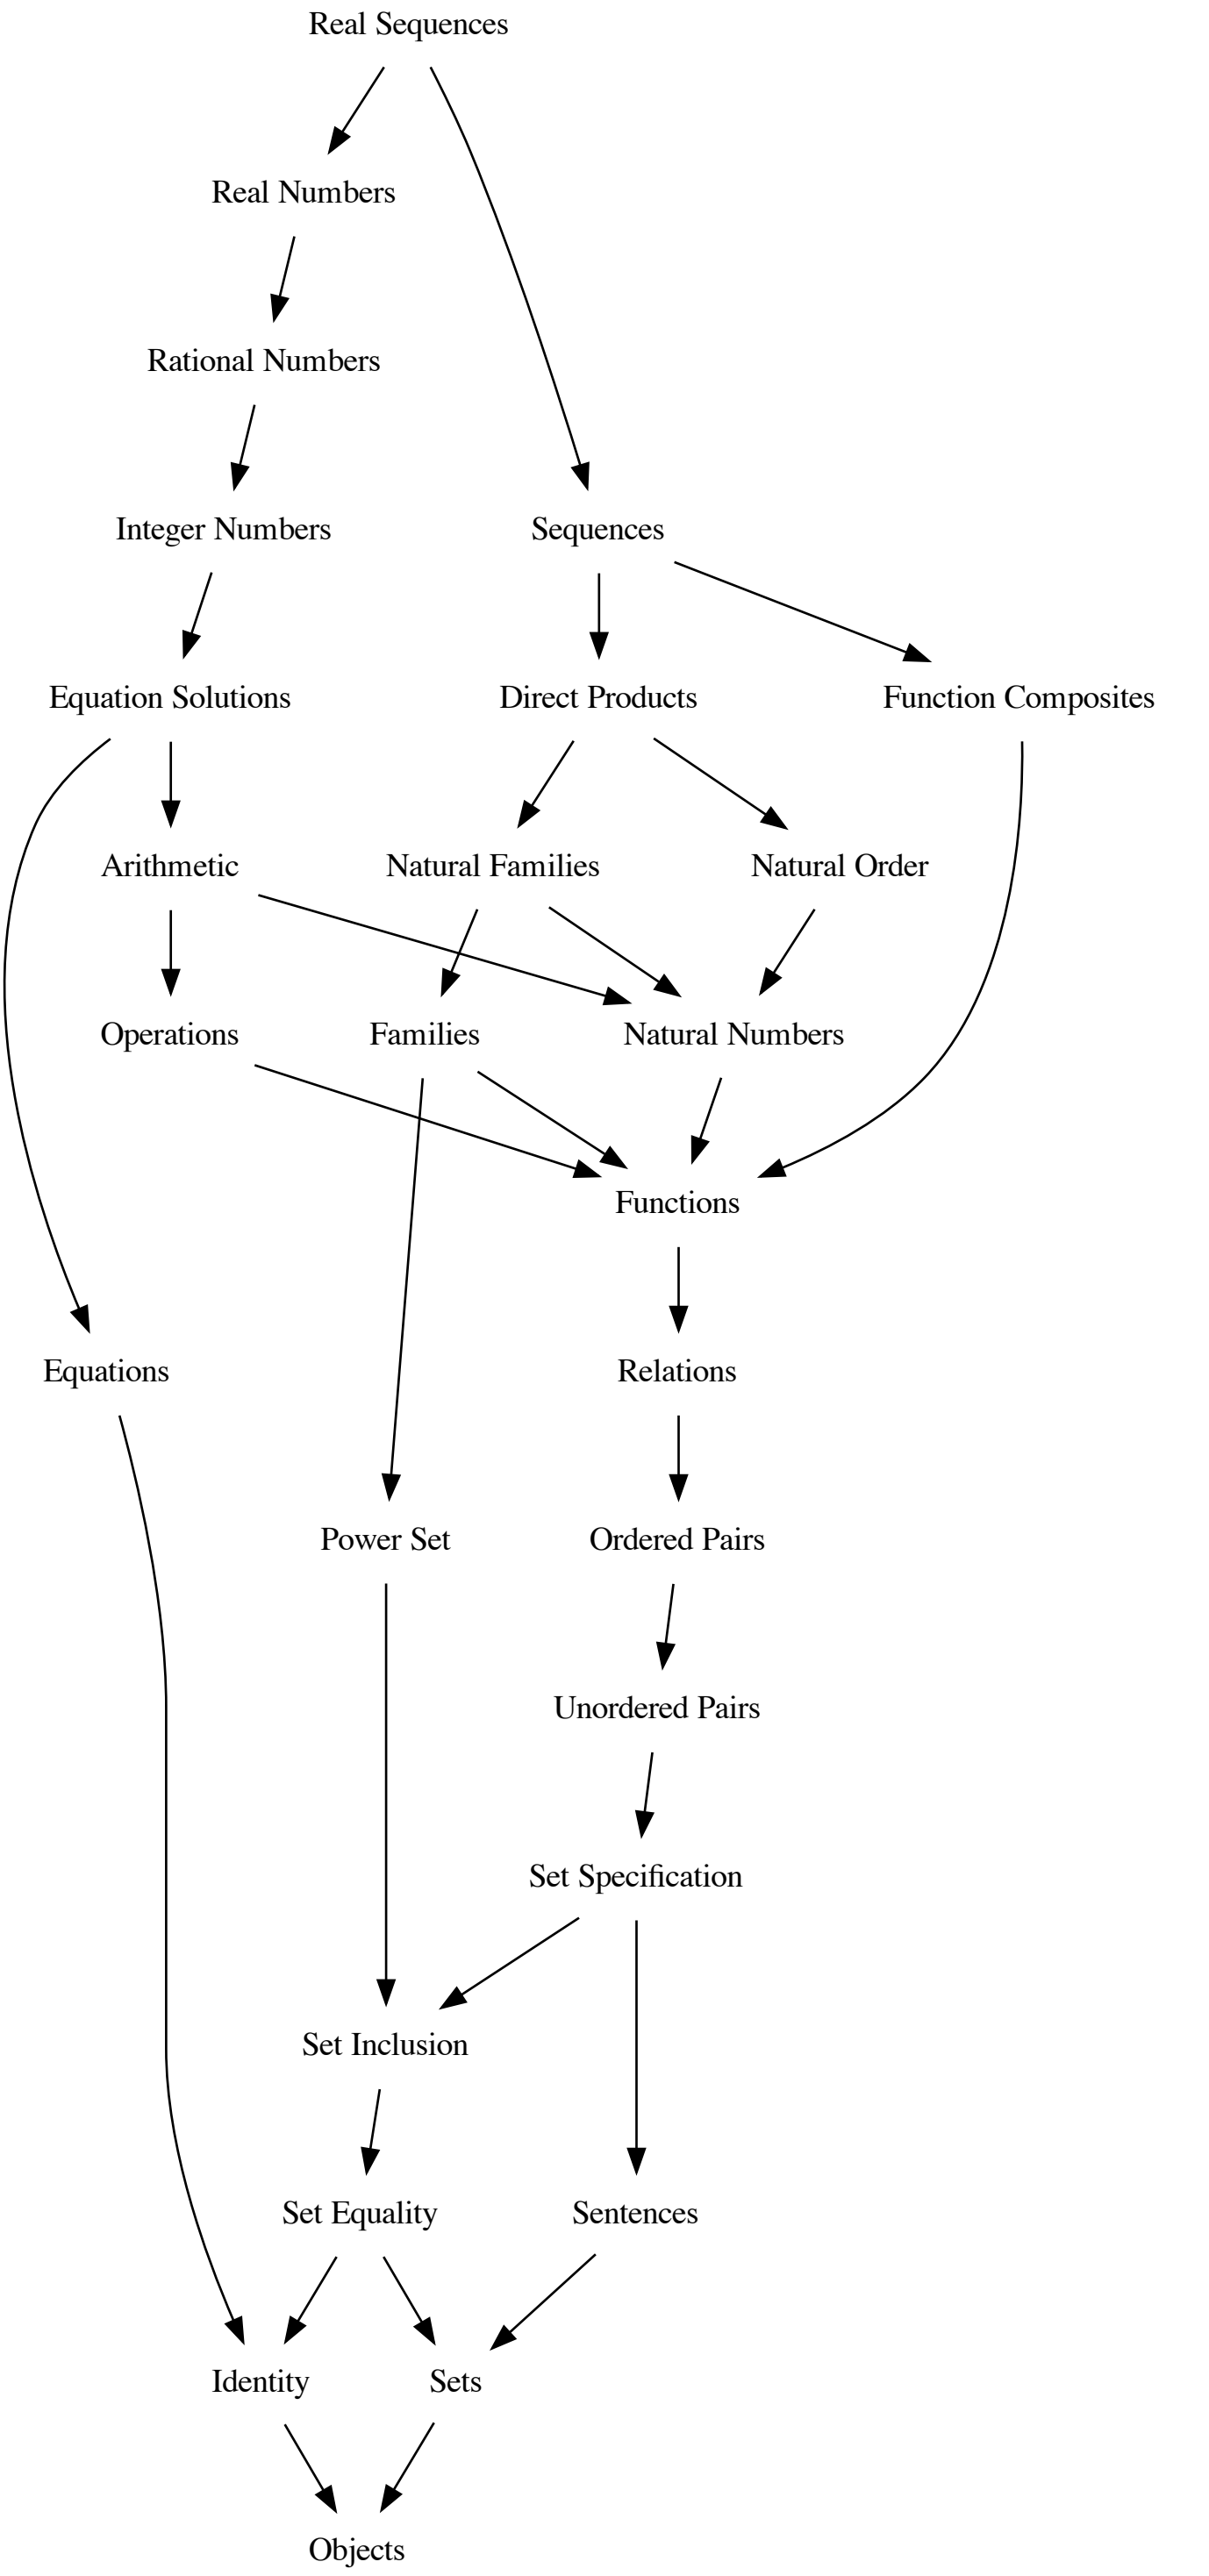 Real Sequences
Real Numbers
Rational Numbers
Integer Numbers
Sequences
Equation Solutions
Direct Products
Function Composites
Arithmetic
Natural Families
Natural Order
Operations
Families
Natural Numbers
Functions
Equations
Relations
Power Set
Ordered Pairs
Unordered Pairs
Set Specification
Set Inclusion
Set Equality
Sentences
Identity
Sets
Objects